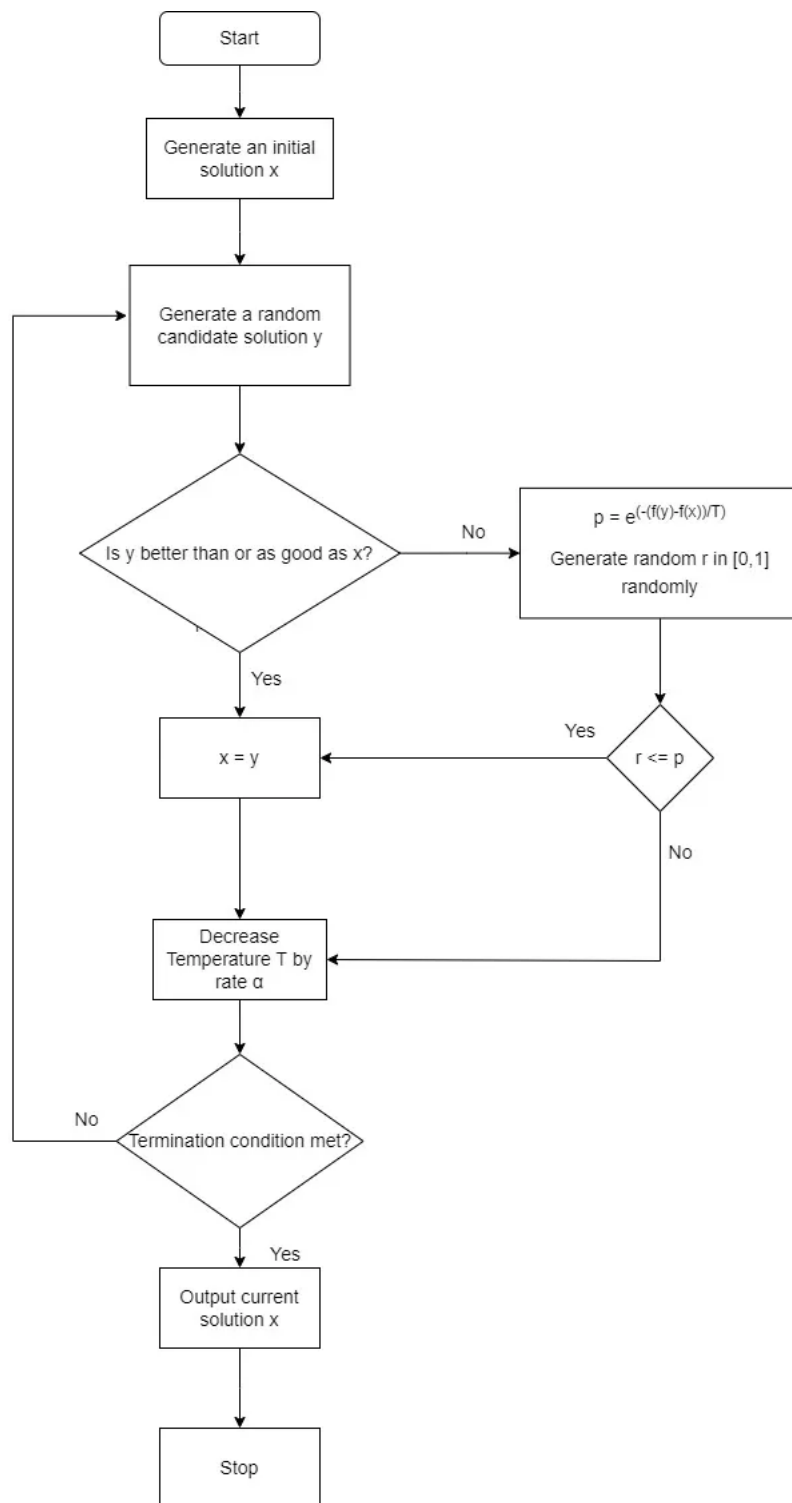 Start
Generate an initial
solution x
Generate a random
candidate solution y
Is y better than or as good as x?
No
p = e^(-(f(y)-f(x))/T)
Generate random r in [0,1]
randomly
Yes
x = y
Yes
r <= p
No
Decrease
Temperature T by
rate α
No
Termination condition met?
Yes
Output current
solution x
Stop